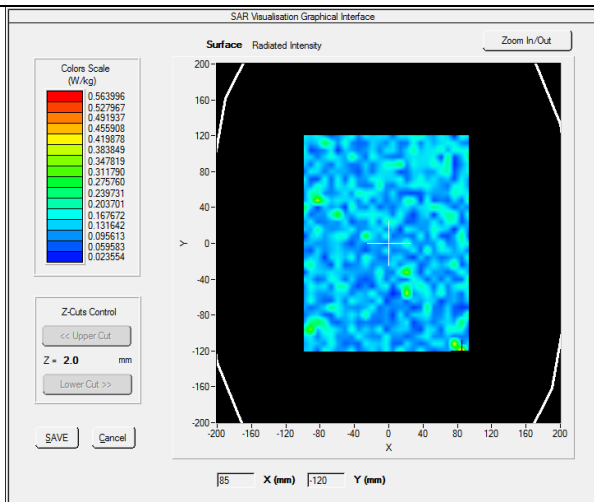 SAR Visualisation Graphical Interface
Surface Radiated Intensity
Zoom In/Out
Colors Scale
(W/kg)
0.563996
0.527967
0.491937
0.455908
0.419878
0.383849
0.347819
0.311790
0.275760
0.239731
0.203701
0.167672
0.131642
0.095613
0.059583
0.023554
Z-Cuts Control
<< Upper Cut
Z = 2.0 mm
Lower Cut >>
SAVE Cancel
200-
160-
120-
80-
40-
0-
-40-
-80-
-120-
-160-
-200-
Y
-200 -160 -120 -80 -40 0 40 80 120 160 200
X
85 X (mm) -120 Y (mm)